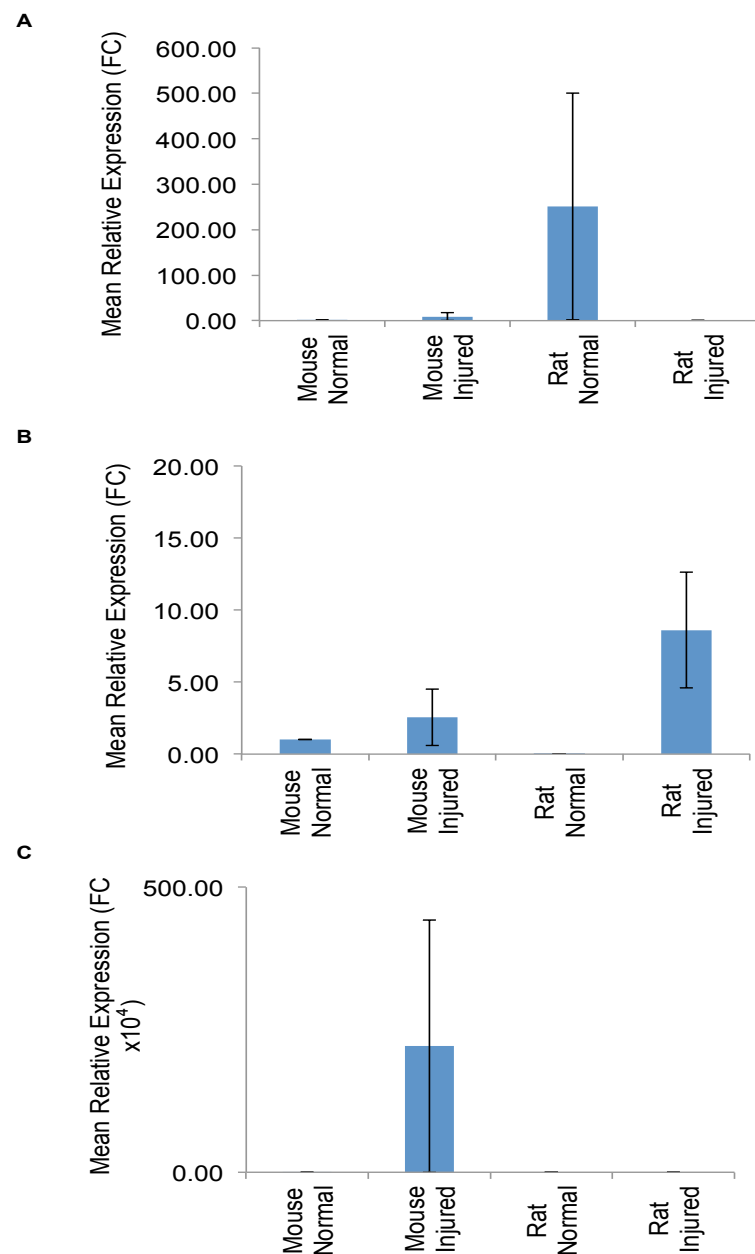 A
Mean Relative Expression (FC)
600.00
500.00
400.00
300.00
200.00
100.00
0.00
Mouse
Normal
Mouse
Injured
Rat
Normal
Rat
Injured
B
Mean Relative Expression (FC)
20.00
15.00
10.00
5.00
0.00
Mouse
Normal
Mouse
Injured
Rat
Normal
Rat
Injured
C
Mean Relative Expression (FC
x10⁴)
500.00
0.00
Mouse
Normal
Mouse
Injured
Rat
Normal
Rat
Injured